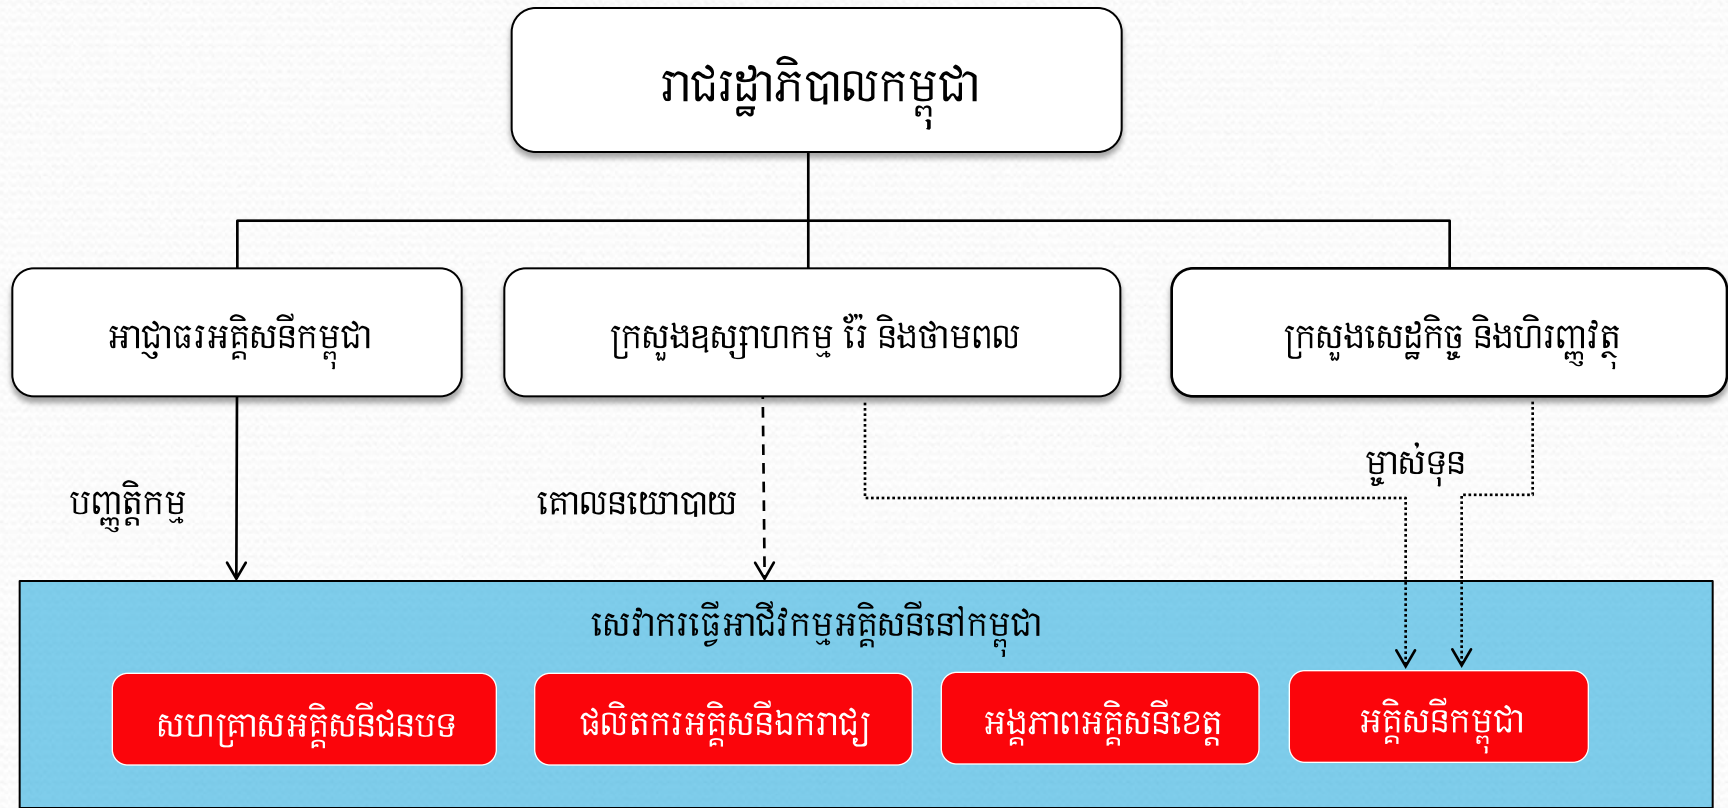 រាជរដ្ឋាភិបាលកម្ពុជា
អាជ្ញាធរអគ្គិសនីកម្ពុជា
ក្រសួងឧស្សាហកម្ម រ៉ែ និងថាមពល
ក្រសួងសេដ្ឋកិច្ច និងហិរញ្ញវត្ថុ
បញ្ញត្តិកម្ម
គោលនយោបាយ
ម្ចាស់ទុន
សេវាករធ្វើអាជីវកម្មអគ្គិសនីនៅកម្ពុជា
សហគ្រាសអគ្គិសនីជនបទ
ផលិតករអគ្គិសនីឯករាជ្យ
អង្គភាពអគ្គិសនីខេត្ត
អគ្គិសនីកម្ពុជា